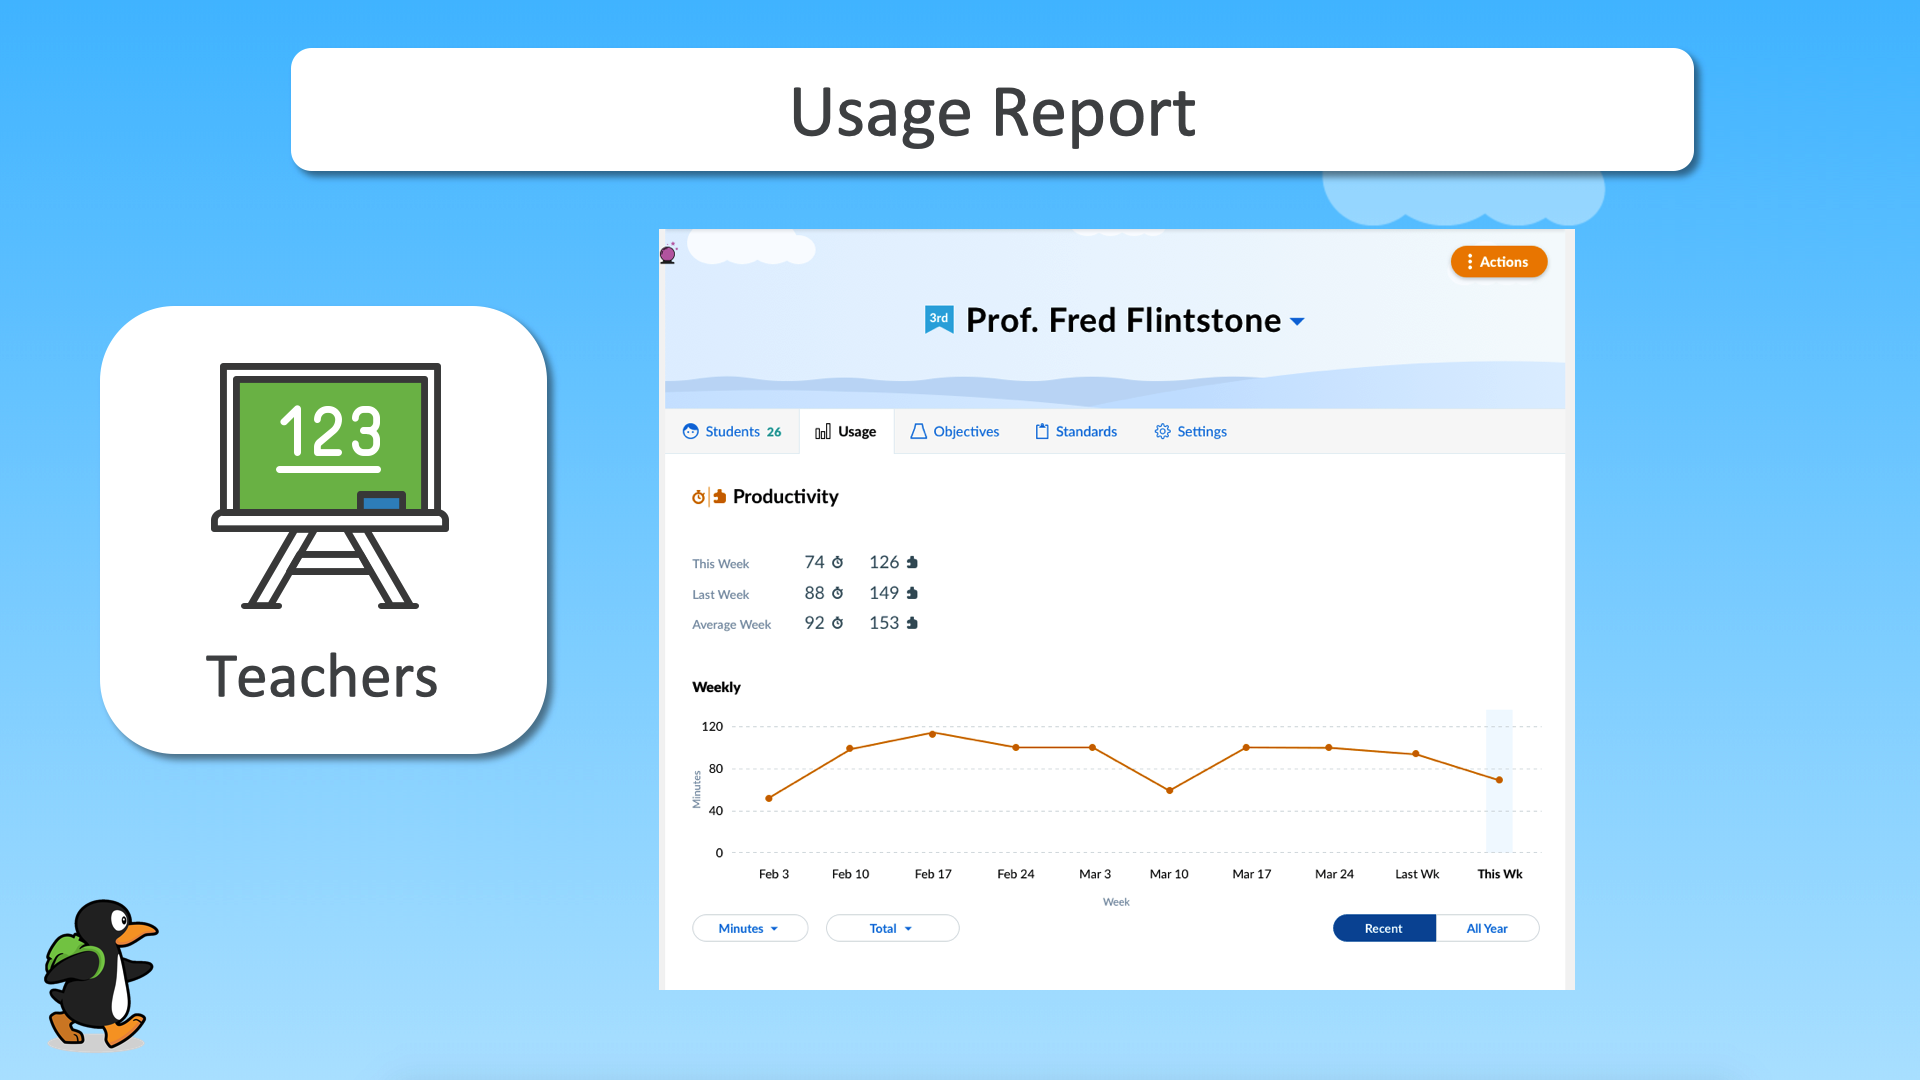 Usage Report
Actions
3rd Prof. Fred Flintstone
Students 26 Usage Objectives Standards Settings
Productivity
This Week 74 126
Last Week 88 149
Average Week 92 153
123
Teachers
Weekly
120
80
40
0
Minutes
Feb 3 Feb 10 Feb 17 Feb 24 Mar 3 Mar 10 Mar 17 Mar 24 Last Wk This Wk
Week
Minutes Total Recent All Year